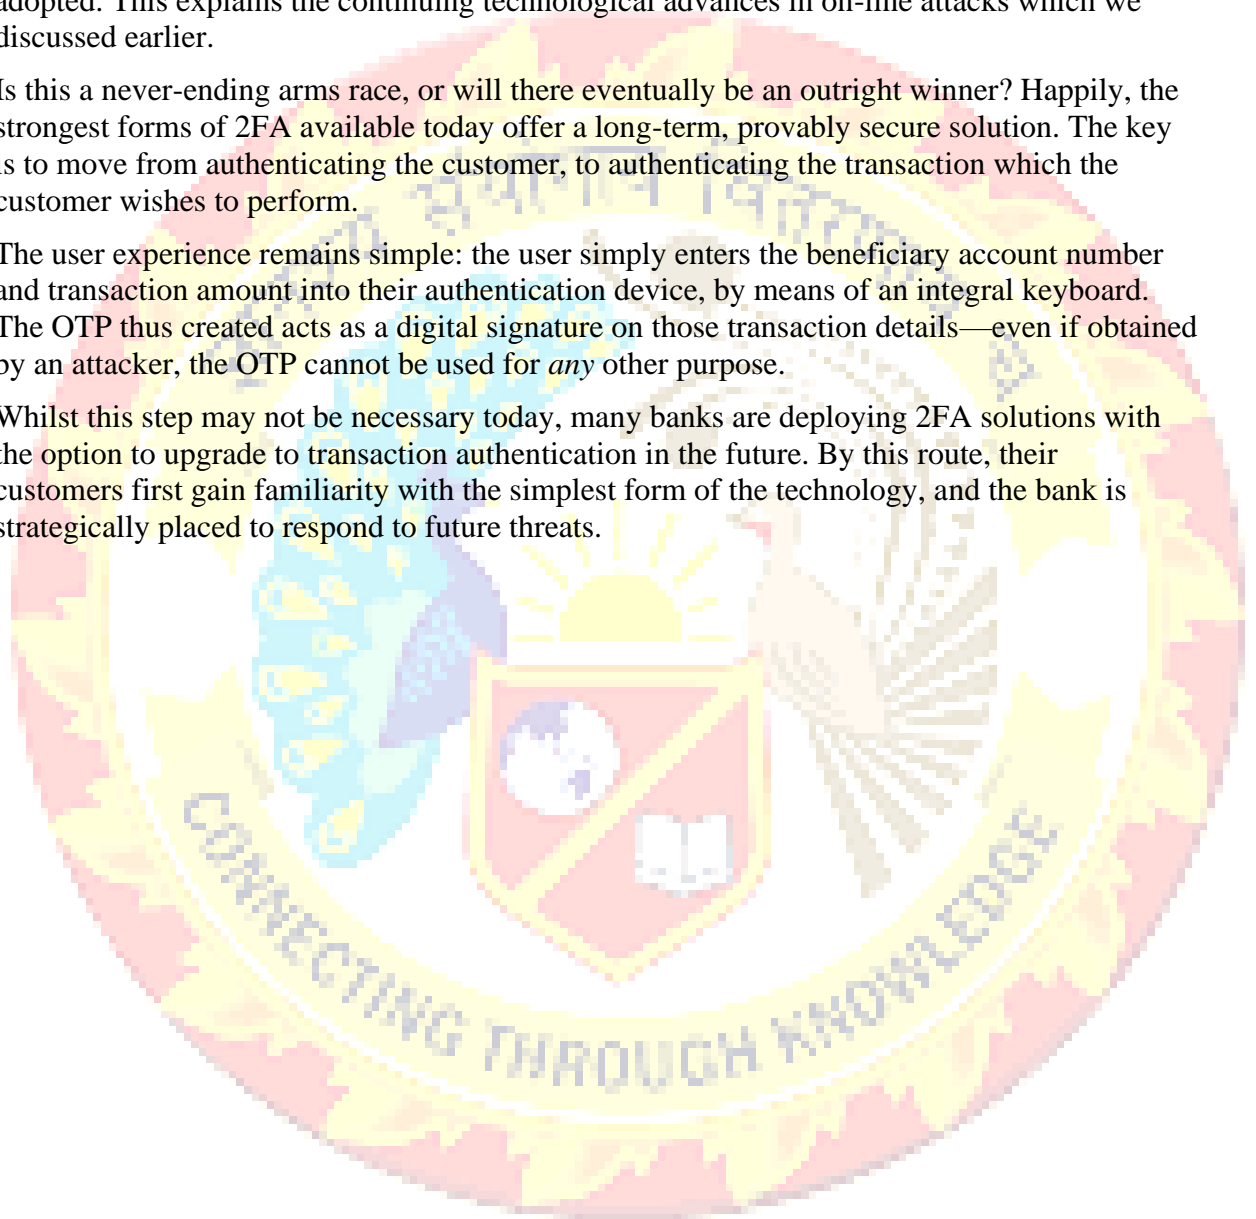 adopted. This explains the continuing technological advances in on-line attacks which we
discussed earlier.
Is this a never-ending arms race, or will there eventually be an outright winner? Happily, the
strongest forms of 2FA available today offer a long-term, provably secure solution. The key
is to move from authenticating the customer, to authenticating the transaction which the
customer wishes to perform.
The user experience remains simple: the user simply enters the beneficiary account number
and transaction amount into their authentication device, by means of an integral keyboard.
The OTP thus created acts as a digital signature on those transaction details—even if obtained
by an attacker, the OTP cannot be used for any other purpose.
Whilst this step may not be necessary today, many banks are deploying 2FA solutions with
the option to upgrade to transaction authentication in the future. By this route, their
customers first gain familiarity with the simplest form of the technology, and the bank is
strategically placed to respond to future threats.
CONNECTING THROUGH KNOWLEDGE